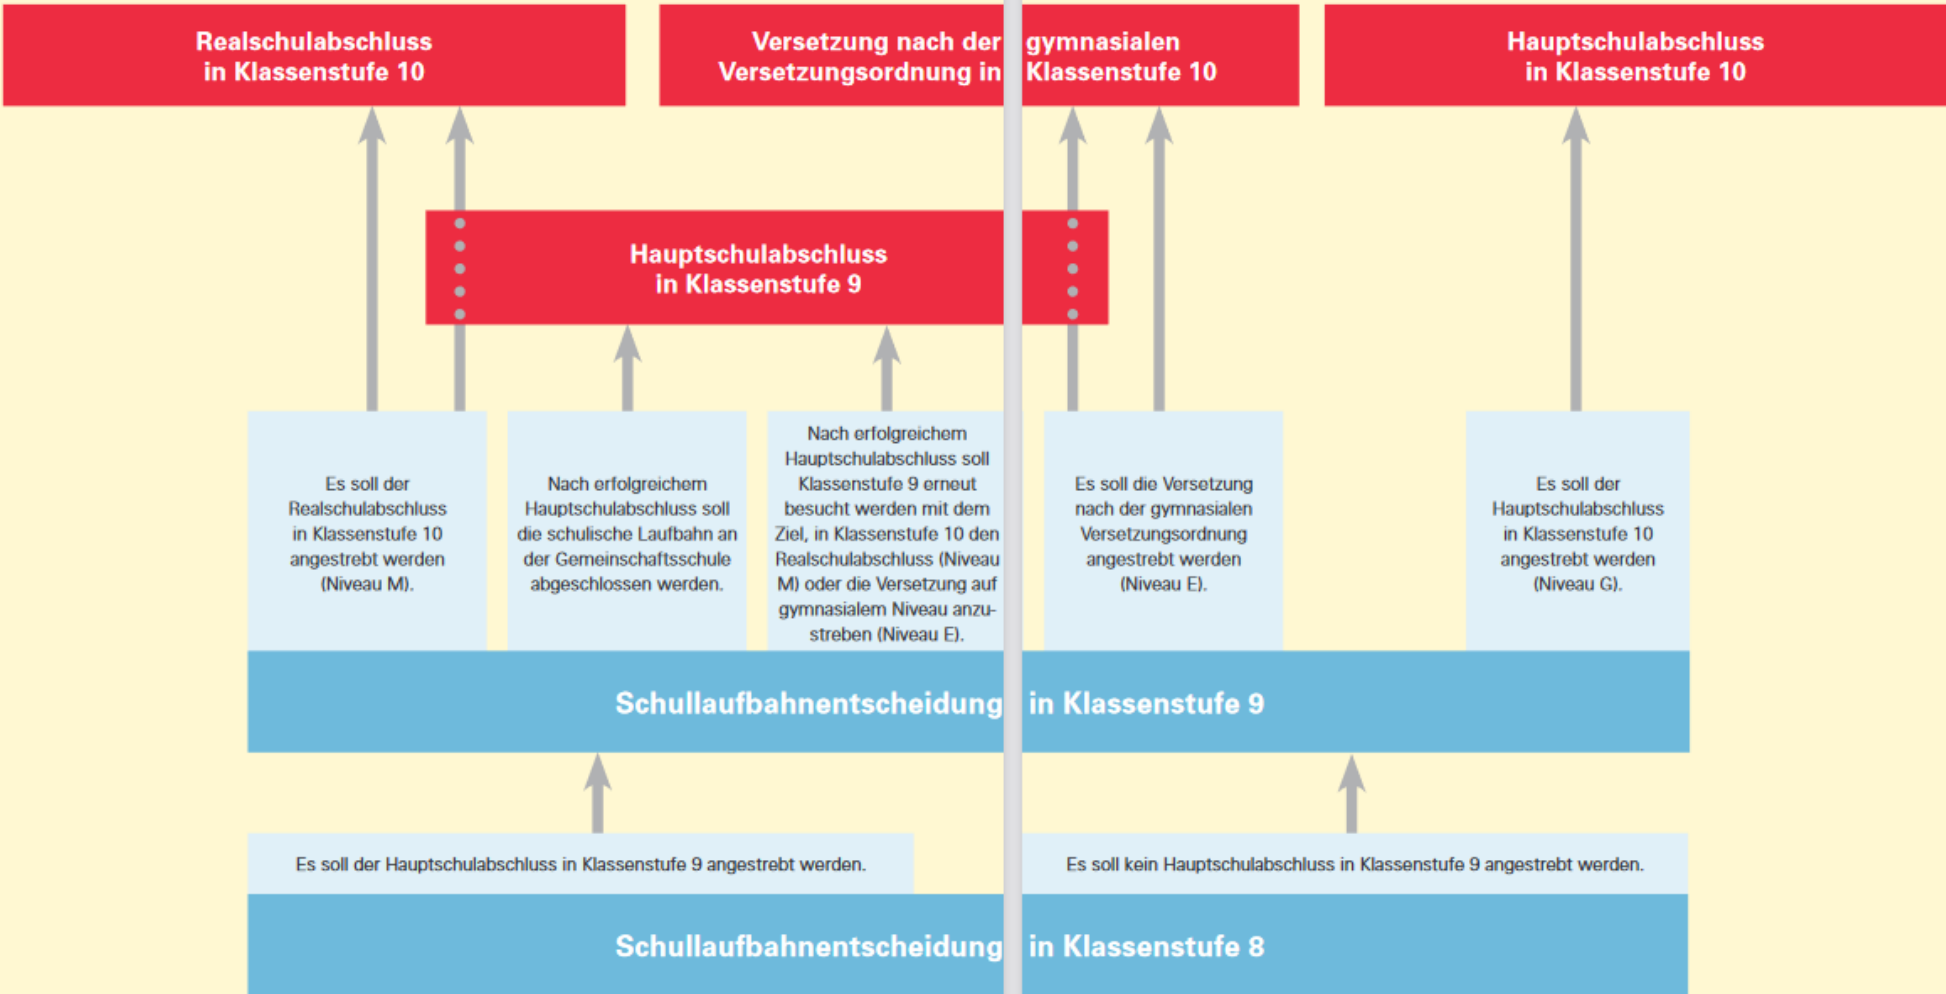 Realschulabschluss
in Klassenstufe 10
Versetzung nach der gymnasialen
Versetzungsordnung in Klassenstufe 10
Hauptschulabschluss
in Klassenstufe 10
Hauptschulabschluss
in Klassenstufe 9
Es soll der
Realschulabschluss
in Klassenstufe 10
angestrebt werden
(Niveau M).
Nach erfolgreichem
Hauptschulabschluss soll
die schulische Laufbahn an
der Gemeinschaftsschule
abgeschlossen werden.
Nach erfolgreichem
Hauptschulabschluss soll
Klassenstufe 9 erneut
besucht werden mit dem
Ziel, in Klassenstufe 10 den
Realschulabschluss (Niveau
M) oder die Versetzung auf
gymnasialem Niveau anzu-
streben (Niveau E).
Es soll die Versetzung
nach der gymnasialen
Versetzungsordnung
angestrebt werden
(Niveau E).
Es soll der
Hauptschulabschluss
in Klassenstufe 10
angestrebt werden
(Niveau G).
Schullaufbahnentscheidung in Klassenstufe 9
Es soll der Hauptschulabschluss in Klassenstufe 9 angestrebt werden.
Es soll kein Hauptschulabschluss in Klassenstufe 9 angestrebt werden.
Schullaufbahnentscheidung in Klassenstufe 8